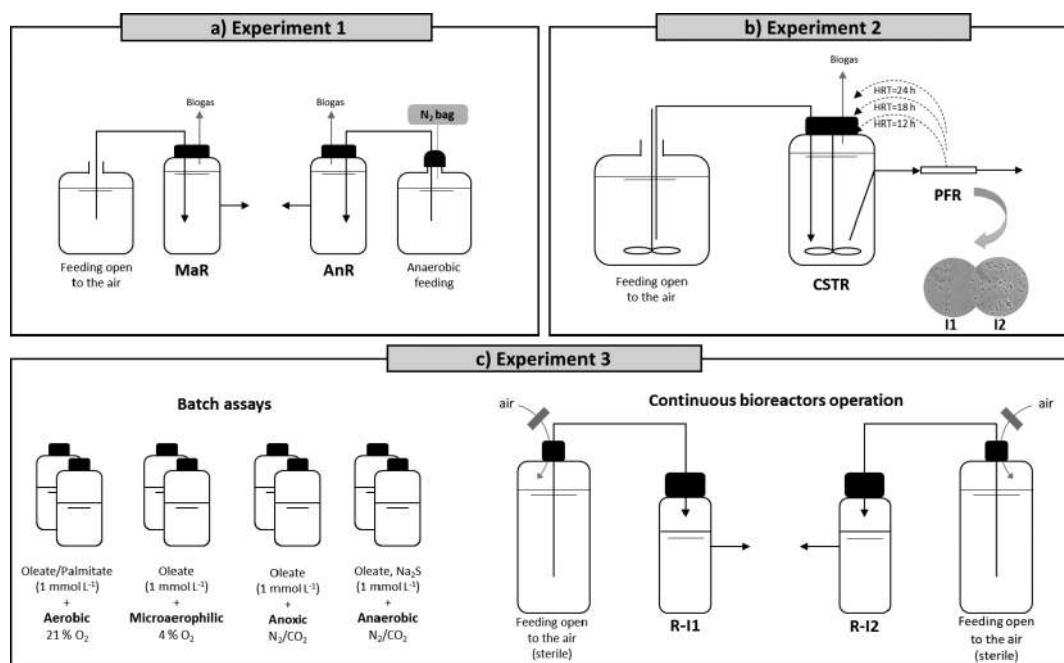 a) Experiment 1
Biogas
Biogas
N₂ bag
Feeding open
to the air
MaR
AnR
Anaerobic
feeding
b) Experiment 2
Biogas
HRT=24 h
HRT=18 h
HRT=12 h
PFR
Feeding open
to the air
CSTR
I1
I2
c) Experiment 3
Batch assays
Oleate/Palmitate
(1 mmol L⁻¹)
+
Aerobic
21 % O₂
Oleate
(1 mmol L⁻¹)
+
Microaerophilic
4 % O₂
Oleate
(1 mmol L⁻¹)
+
Anoxic
N₂/CO₂
Oleate, Na₂S
(1 mmol L⁻¹)
+
Anaerobic
N₂/CO₂
Continuous bioreactors operation
air
air
Feeding open
to the air
(sterile)
R-I1
R-I2
Feeding open
to the air
(sterile)